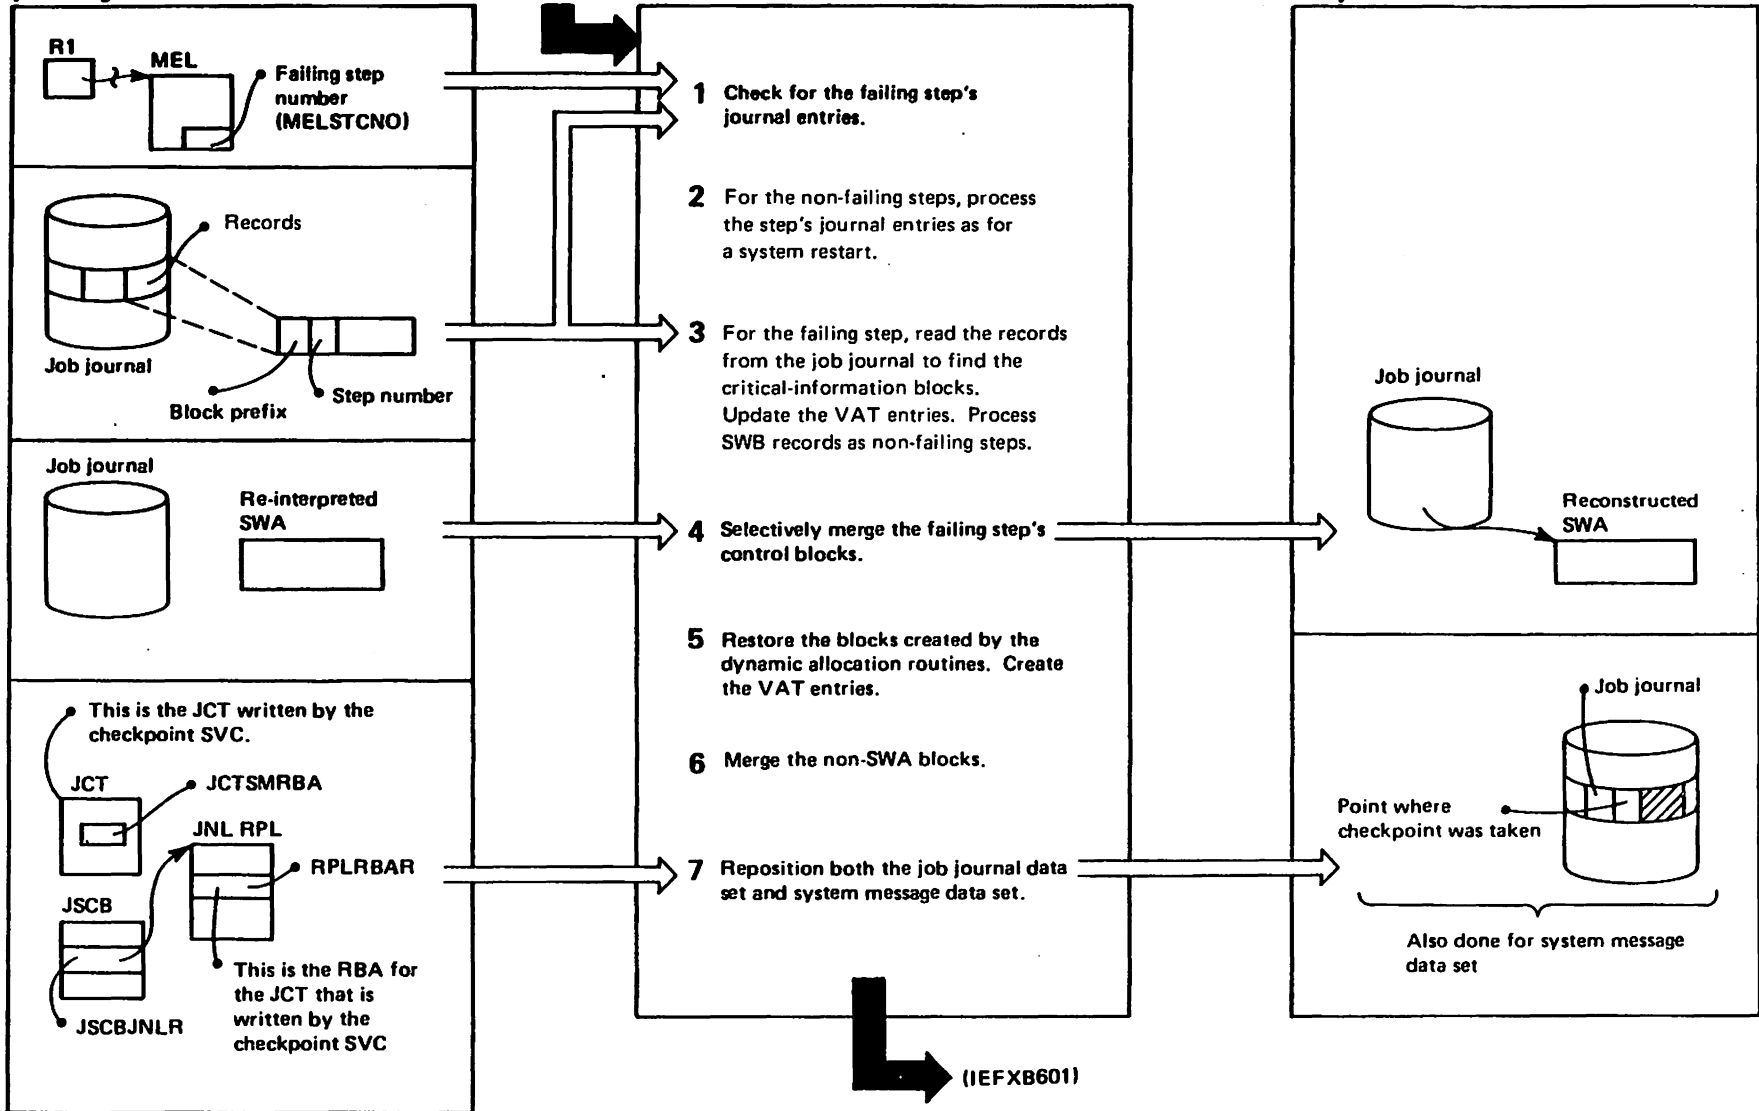 R1
MEL
Failing step
number
(MELSTCNO)
Records
Job journal
Block prefix
Step number
Job journal
Re-interpreted
SWA
This is the JCT written by the
checkpoint SVC.
JCT
JCTSMRBA
JNL RPL
RPLRBAR
JSCB
This is the RBA for
the JCT that is
written by the
checkpoint SVC
JSCBJNLR
1 Check for the failing step's
journal entries.
2 For the non-failing steps, process
the step's journal entries as for
a system restart.
3 For the failing step, read the records
from the job journal to find the
critical-information blocks.
Update the VAT entries. Process
SWB records as non-failing steps.
4 Selectively merge the failing step's
control blocks.
5 Restore the blocks created by the
dynamic allocation routines. Create
the VAT entries.
6 Merge the non-SWA blocks.
7 Reposition both the job journal data
set and system message data set.
(IEFXB601)
Job journal
Reconstructed
SWA
Job journal
Point where
checkpoint was taken
Also done for system message
data set